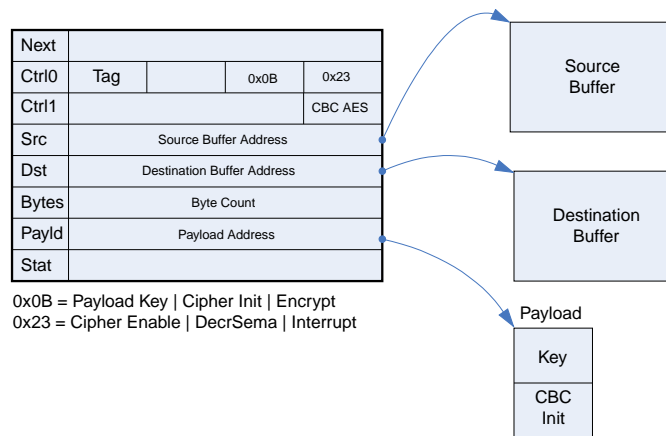 Next
Ctrl0 Tag 0x0B 0x23
Ctrl1 CBC AES
Src Source Buffer Address
Dst Destination Buffer Address
Bytes Byte Count
Payld Payload Address
Stat
0x0B = Payload Key | Cipher Init | Encrypt
0x23 = Cipher Enable | DecrSema | Interrupt
Source
Buffer
Destination
Buffer
Payload
Key
CBC
Init